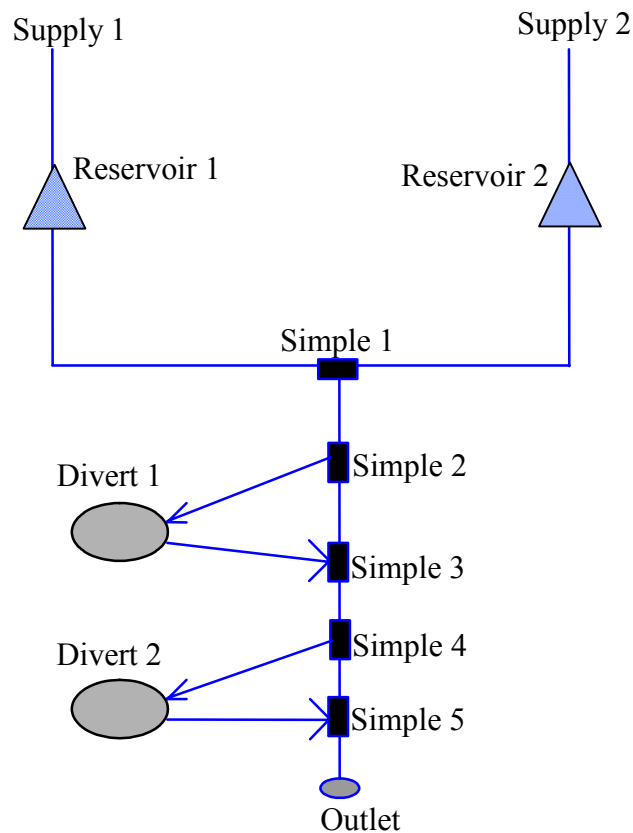 Supply 1
Supply 2
Reservoir 1
Reservoir 2
Simple 1
Simple 2
Divert 1
Simple 3
Simple 4
Divert 2
Simple 5
Outlet